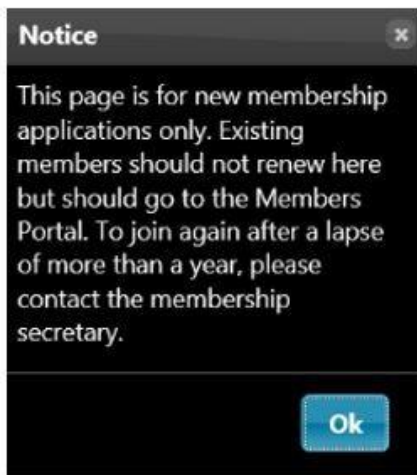 Notice
This page is for new membership
applications only. Existing
members should not renew here
but should go to the Members
Portal. To join again after a lapse
of more than a year, please
contact the membership
secretary.
Ok